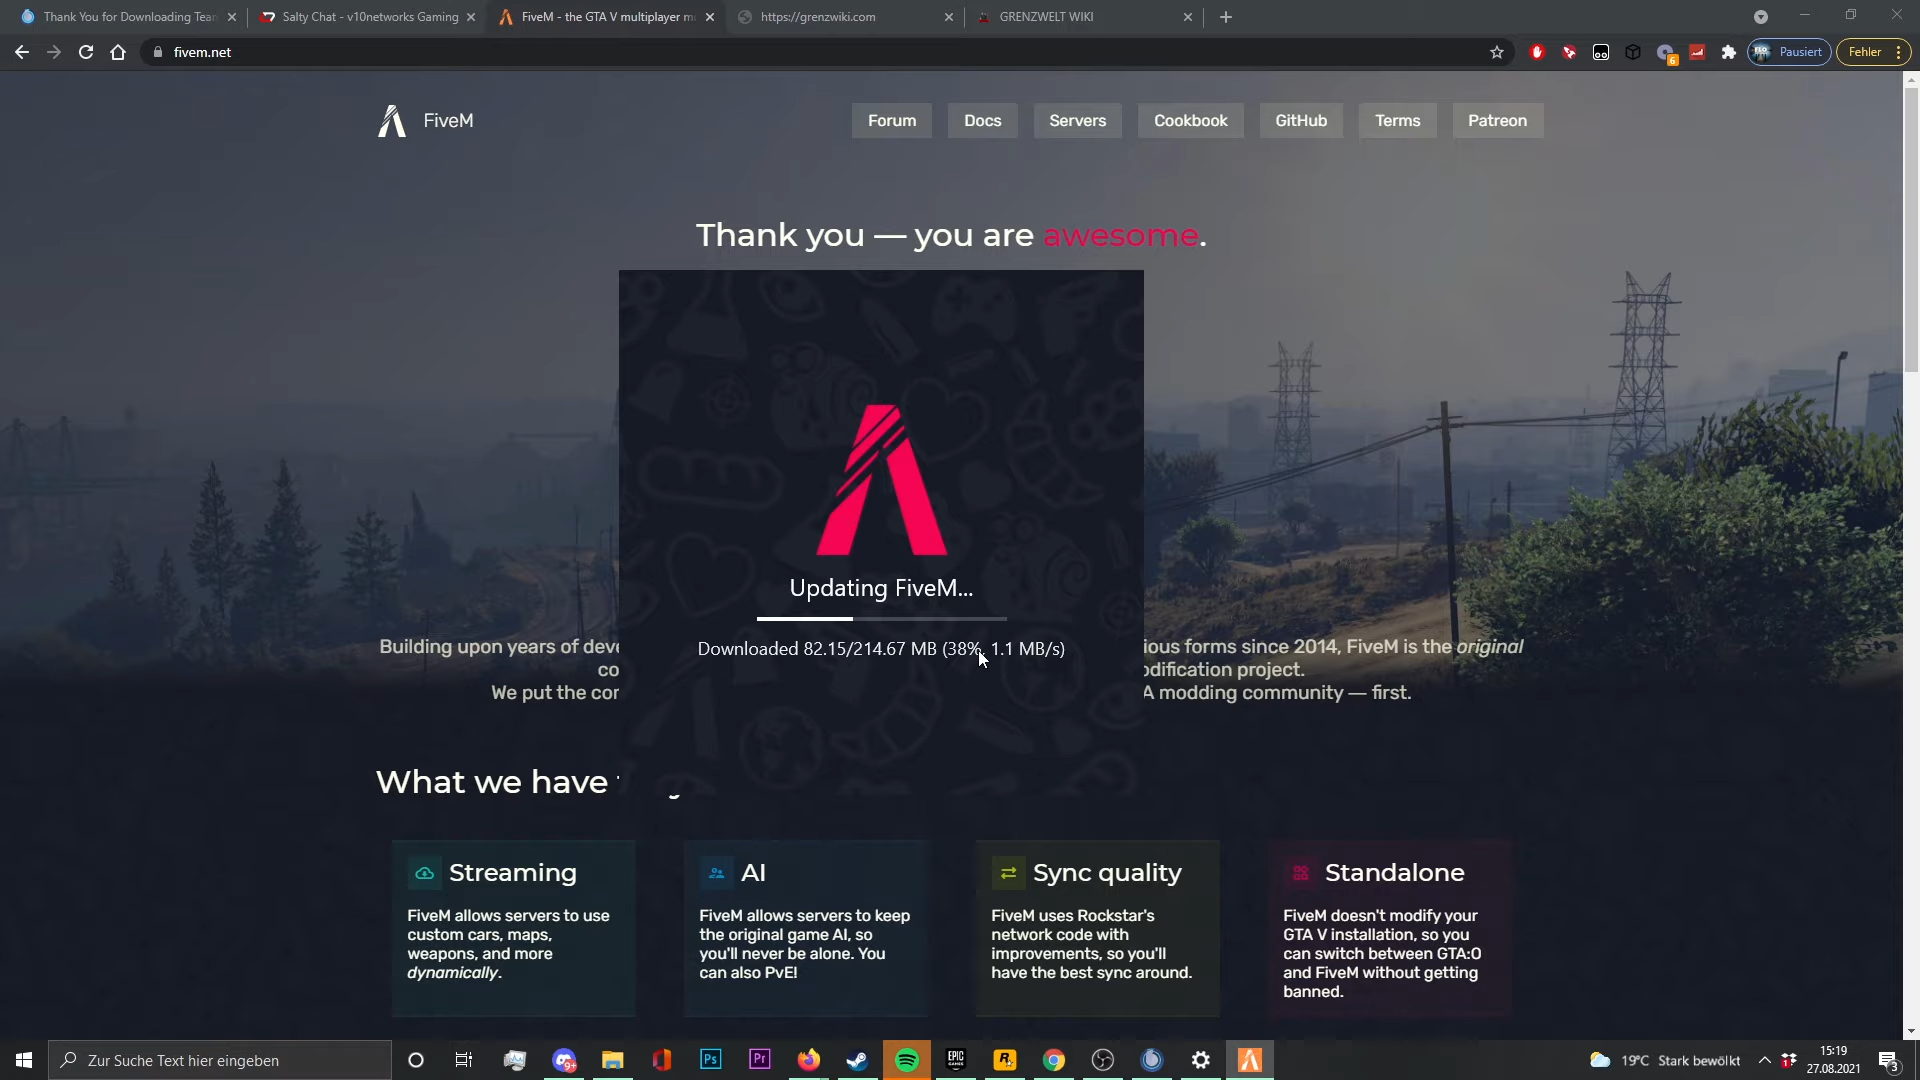 Thank You for Downloading Tean
Salty Chat - v10networks Gaming
FiveM - the GTA V multiplayer m
https://grenzwiki.com
GRENZWELT WIKI
fivem.net
6
Pausiert
Fehler
FiveM
Forum
Docs
Servers
Cookbook
GitHub
Terms
Patreon
Thank you — you are awesome.
Updating FiveM...
Downloaded 82.15/214.67 MB (38%, 1.1 MB/s)
Building upon years of deve
ious forms since 2014, FiveM is the original
co
odification project.
We put the cor
A modding community — first.
What we have
Streaming
FiveM allows servers to use
custom cars, maps,
weapons, and more
dynamically.
AI
FiveM allows servers to keep
the original game AI, so
you'll never be alone. You
can also PvE!
Sync quality
FiveM uses Rockstar's
network code with
improvements, so you'll
have the best sync around.
Standalone
FiveM doesn't modify your
GTA V installation, so you
can switch between GTA:O
and FiveM without getting
banned.
Zur Suche Text hier eingeben
9+
Ps
Pr
EPIC
GAMES
R
19°C Stark bewölkt
1
15:19
27.08.2021
3